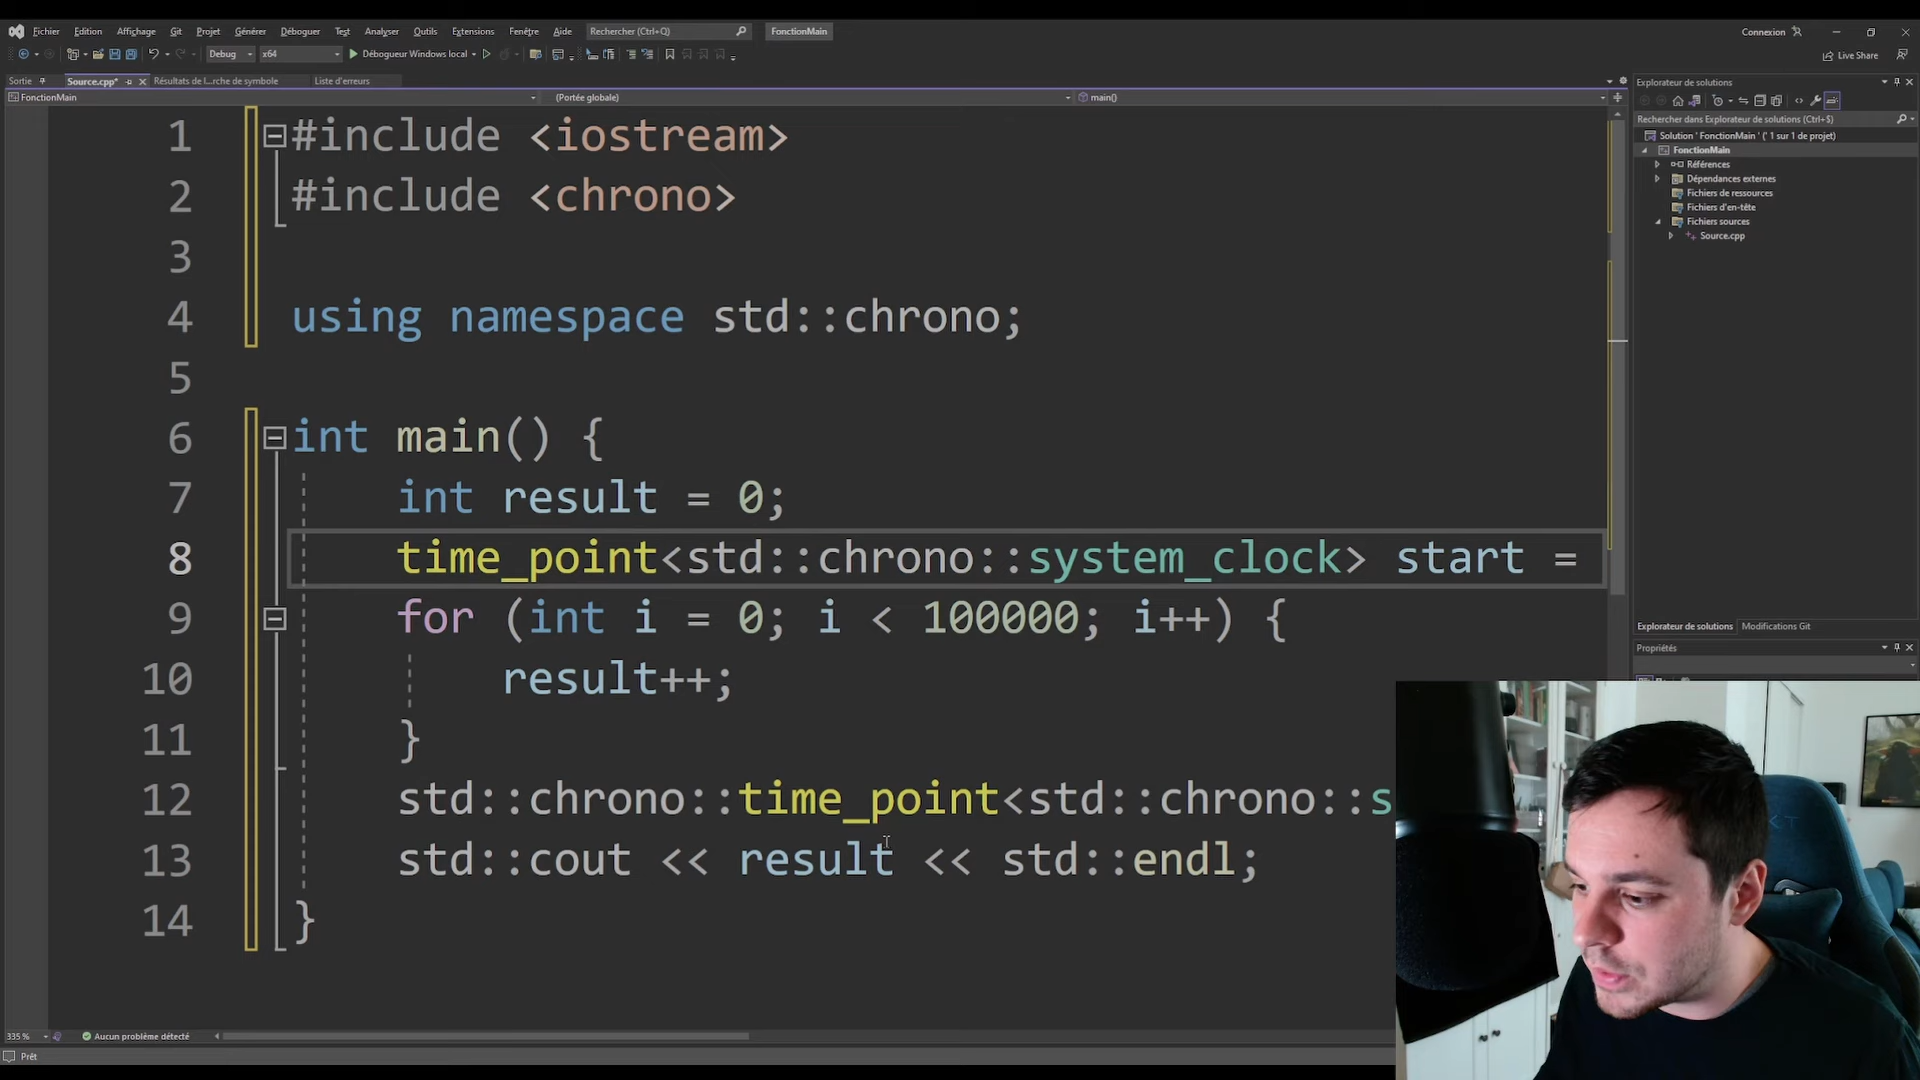 Fichier Edition Affichage Git Projet Générer Déboguer Test Analyser Outils Extensions Fenêtre Aide Rechercher (Ctrl+Q) FonctionMain Connexion
Debug x64 Débogueur Windows local Live Share
Sortie Source.cpp* Résultats de l...rche de symbole Liste d'erreurs
FonctionMain (Portée globale) main()
1 #include <iostream>
2 #include <chrono>
3
4 using namespace std::chrono;
5
6 int main() {
7 int result = 0;
8 time_point<std::chrono::system_clock> start =
9 for (int i = 0; i < 100000; i++) {
10 result++;
11 }
12 std::chrono::time_point<std::chrono::s
13 std::cout << result << std::endl;
14 }
335 % Aucun problème détecté
Prêt
Explorateur de solutions
Rechercher dans Explorateur de solutions (Ctrl+$)
Solution ' FonctionMain ' (' 1 sur 1 de projet)
FonctionMain
Références
Dépendances externes
Fichiers de ressources
Fichiers d'en-tête
Fichiers sources
Source.cpp
Explorateur de solutions Modifications Git
Propriétés